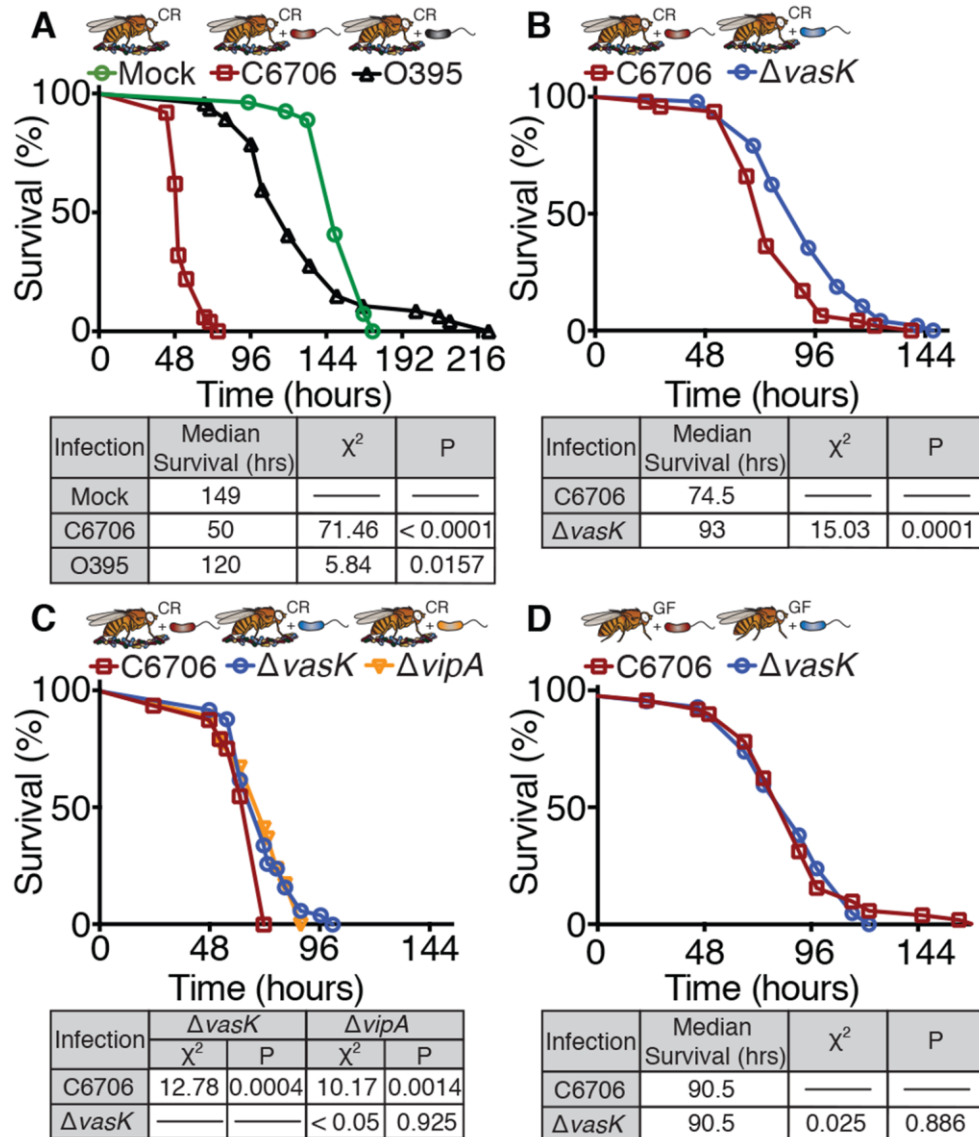 A
CR
CR
CR
+
+
Mock C6706 O395
100
50
0
Survival (%)
0 48 96 144 192 216
Time (hours)
Infection Median Survival (hrs) χ² P
Mock 149 —— ——
C6706 50 71.46 < 0.0001
O395 120 5.84 0.0157
B
CR
CR
+
+
C6706 ΔvasK
100
50
0
Survival (%)
0 48 96 144
Time (hours)
Infection Median Survival (hrs) χ² P
C6706 74.5 —— ——
ΔvasK 93 15.03 0.0001
C
CR
CR
CR
+
+
+
C6706 ΔvasK ΔvipA
100
50
0
Survival (%)
0 48 96 144
Time (hours)
Infection ΔvasK ΔvipA
χ² P χ² P
C6706 12.78 0.0004 10.17 0.0014
ΔvasK —— —— < 0.05 0.925
D
GF
GF
+
+
C6706 ΔvasK
100
50
0
Survival (%)
0 48 96 144
Time (hours)
Infection Median Survival (hrs) χ² P
C6706 90.5 —— ——
ΔvasK 90.5 0.025 0.886